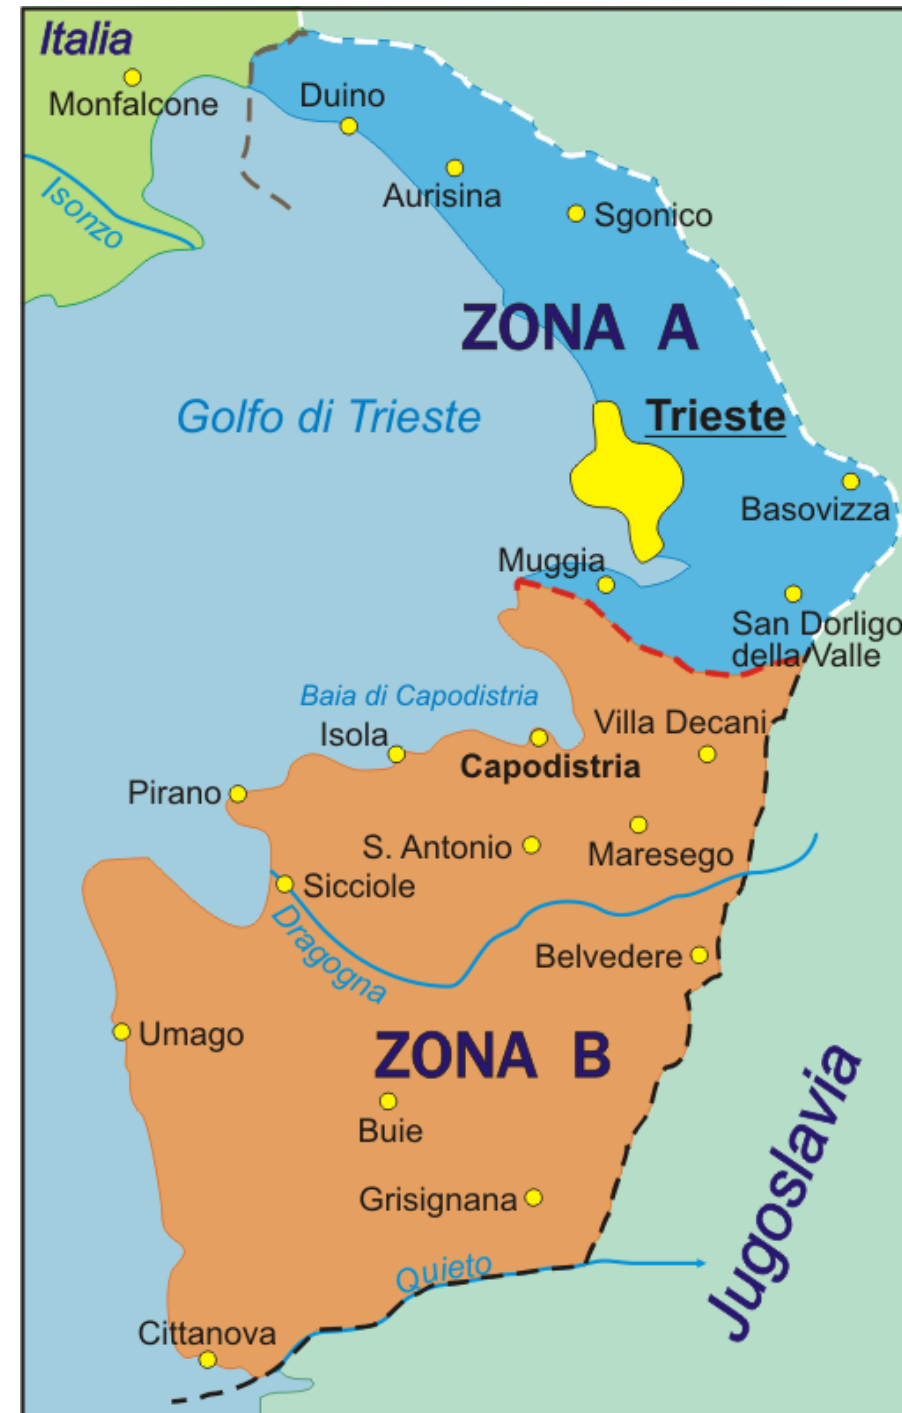 Italia
Monfalcone
Duino
Isonzo
Aurisina
Sgonico
ZONA A
Golfo di Trieste
Trieste
Basovizza
Muggia
San Dorligo
della Valle
Baia di Capodistria
Isola
Villa Decani
Capodistria
Pirano
S. Antonio
Maresego
Sicciole
Dragogna
Belvedere
Umago
ZONA B
Buie
Jugoslavia
Grisignana
Quieto
Cittanova